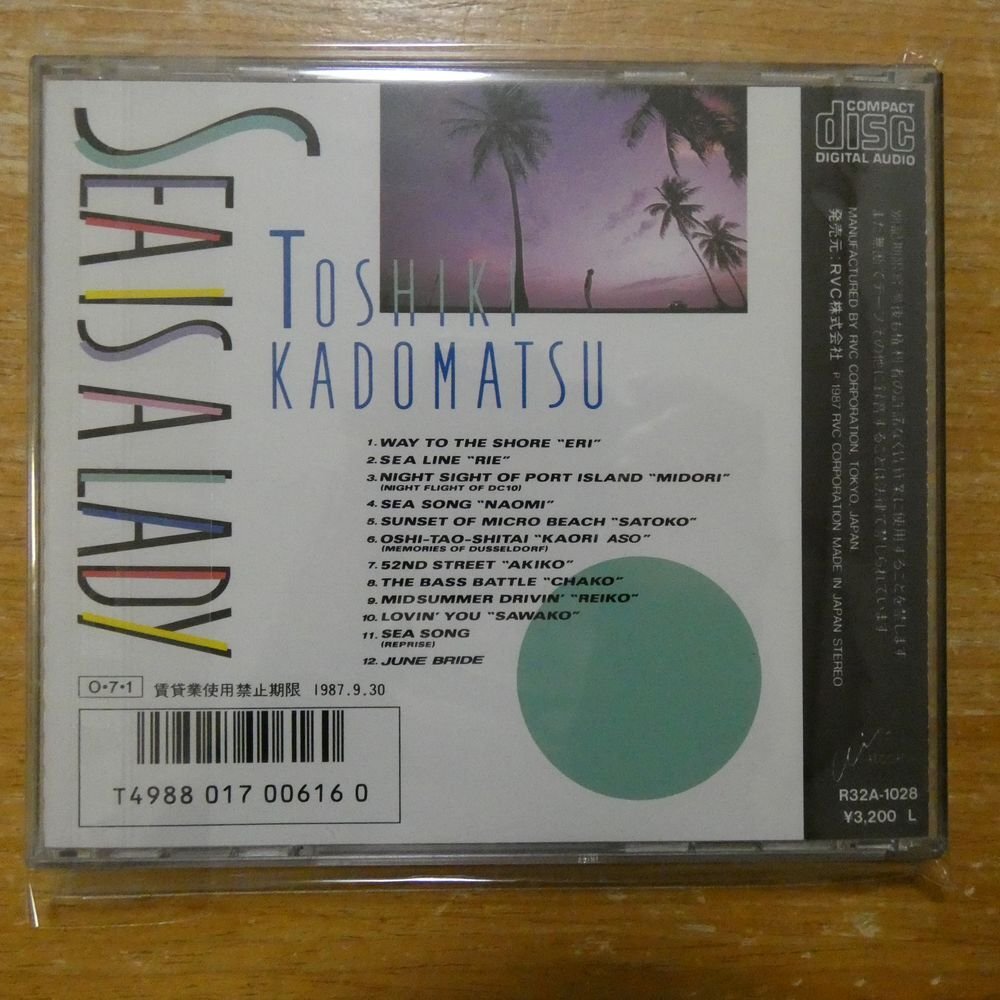 SEA IS A LADY
TOSHIKI
KADOMATSU
1. WAY TO THE SHORE "ERI"
2. SEA LINE "RIE"
3. NIGHT SIGHT OF PORT ISLAND "MIDORI"
(NIGHT FLIGHT OF DC10)
4. SEA SONG "NAOMI"
5. SUNSET OF MICRO BEACH "SATOKO"
6. OSHI-TAO-SHITAI "KAORI ASO"
(MEMORIES OF DUSSELDORF)
7. 52ND STREET "AKIKO"
8. THE BASS BATTLE "CHAKO"
9. MIDSUMMER DRIVIN' "REIKO"
10. LOVIN' YOU "SAWAKO"
11. SEA SONG
(REPRISE)
12. JUNE BRIDE
O・7・1 賃貸業使用禁止期限 1987.9.30
T4988 017 00616 0
COMPACT
disc
DIGITAL AUDIO
MANUFACTURED BY RVC CORPORATION, TOKYO, JAPAN
発売元:RVC株式会社 P 1987 RVC CORPORATION MADE IN JAPAN STEREO
R32A-1028
¥3,200 L